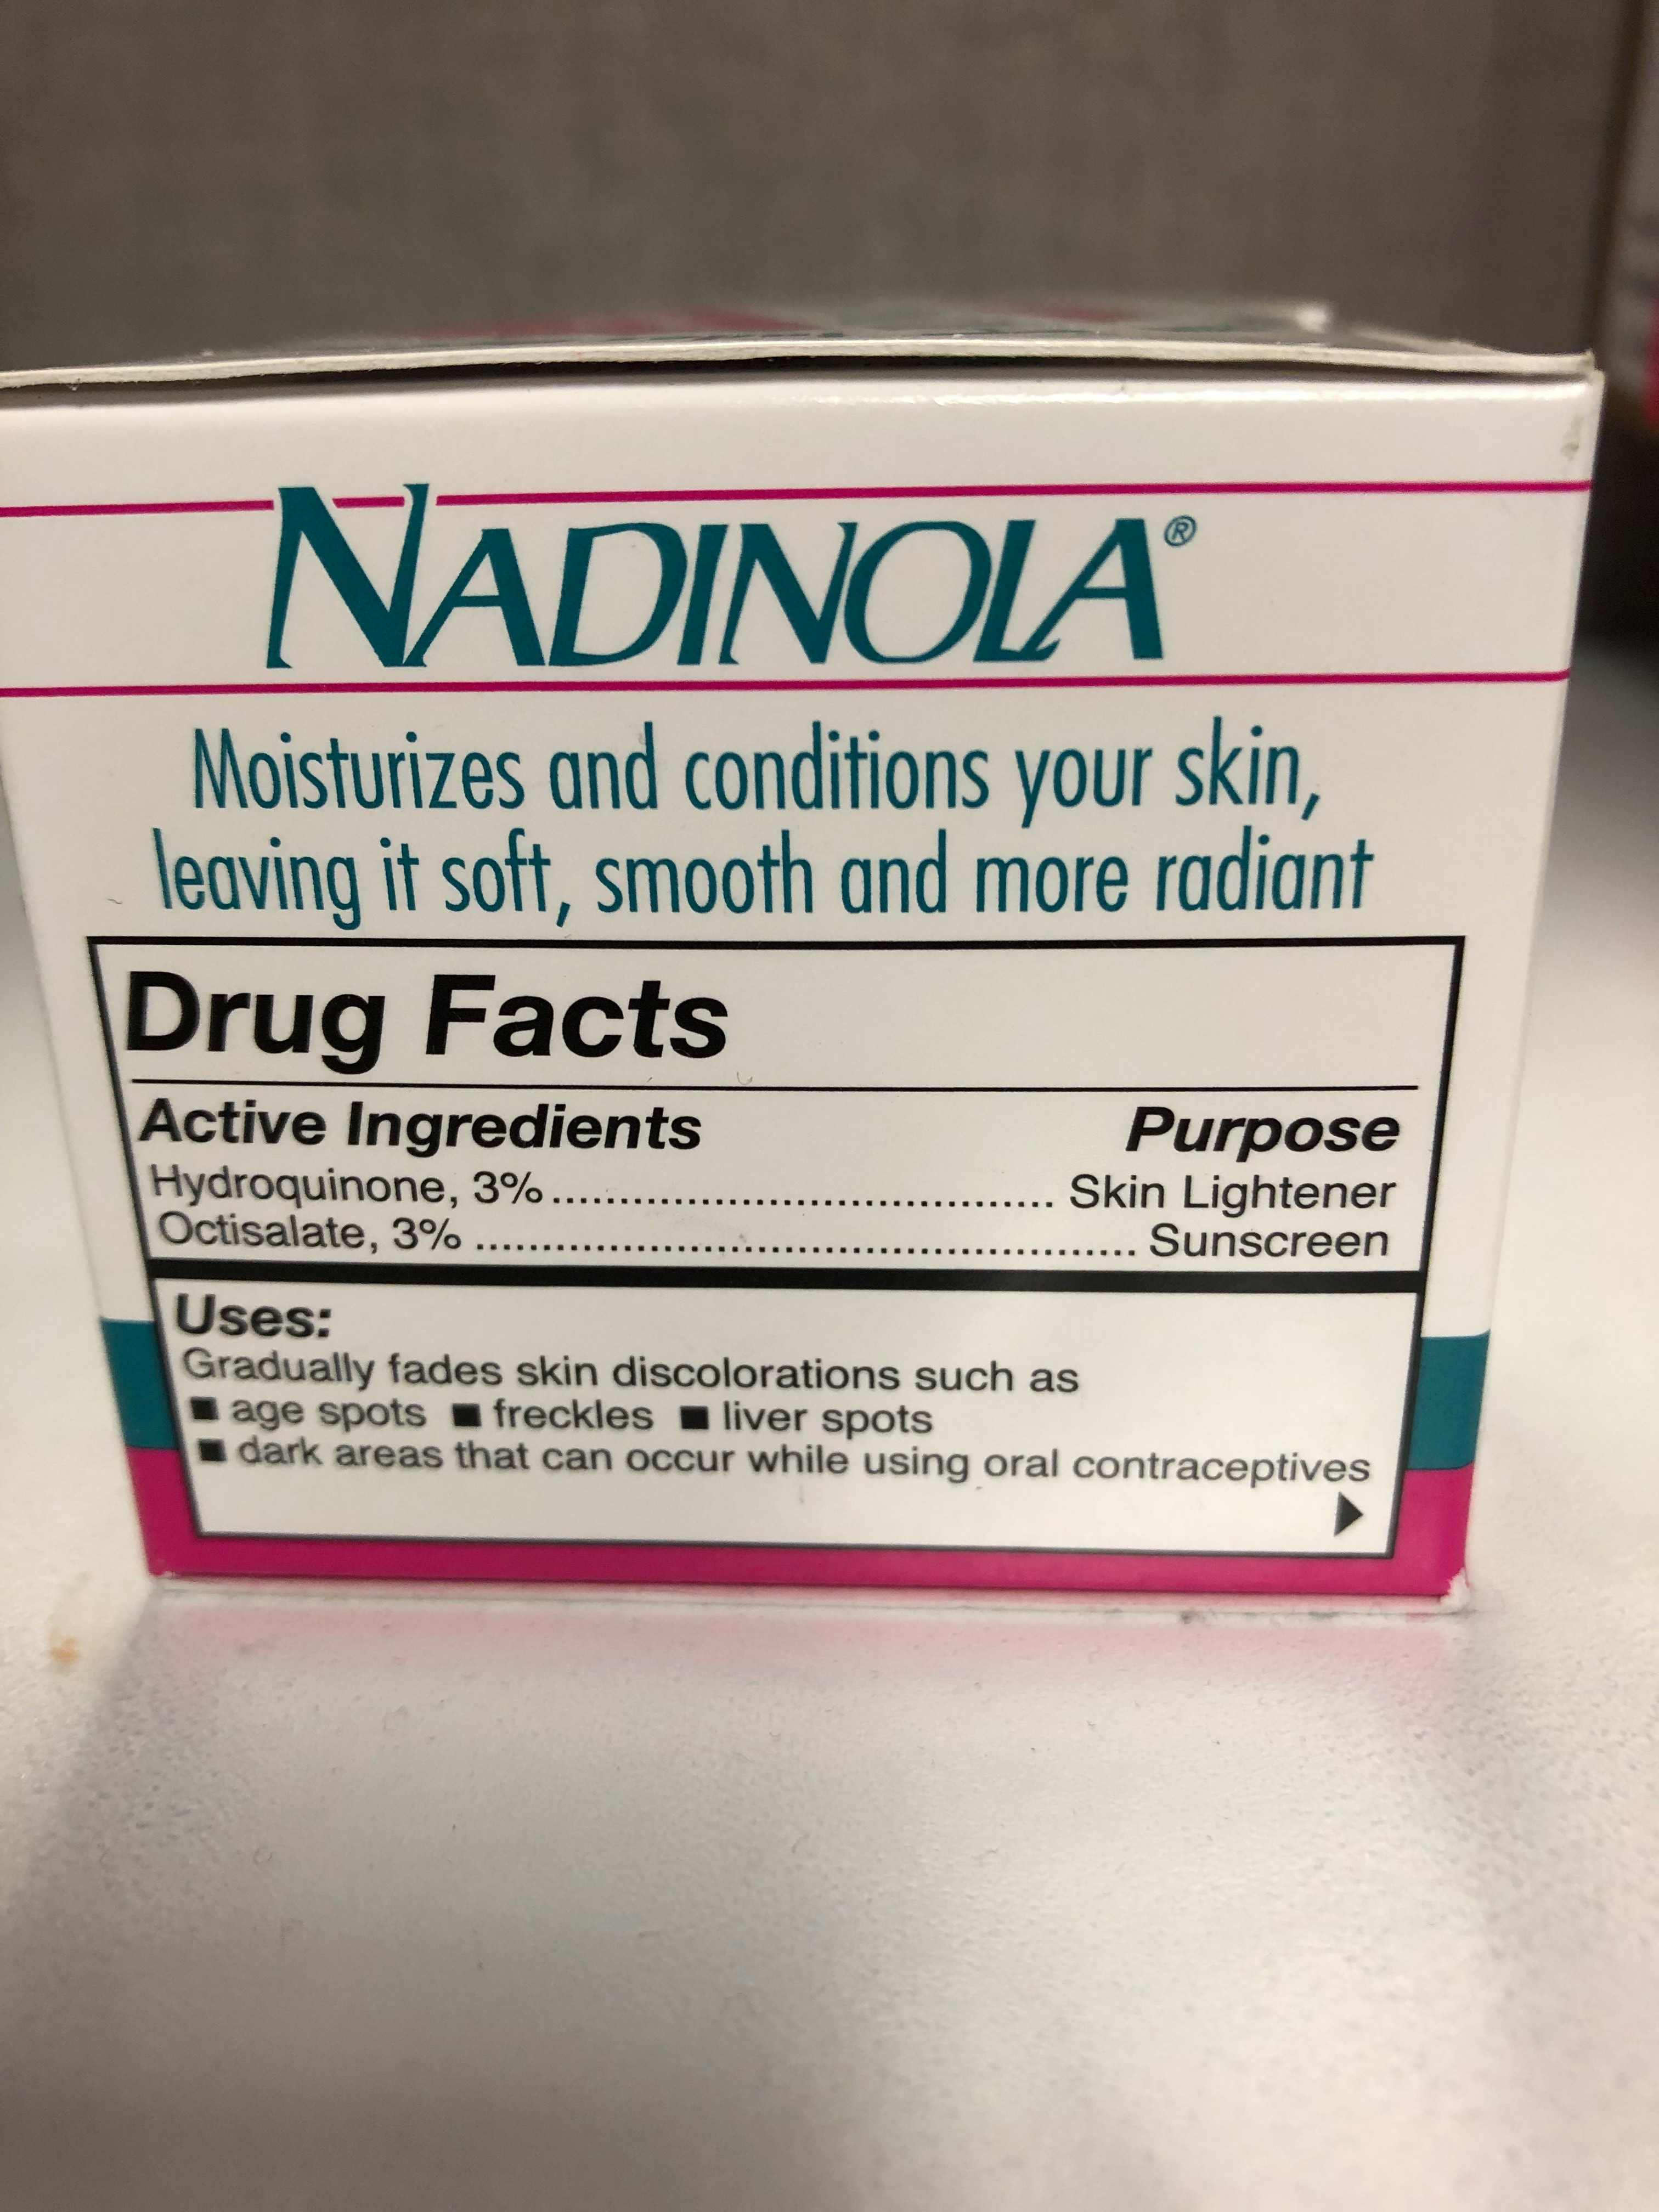 NADINOLA®
Moisturizes and conditions your skin,
leaving it soft, smooth and more radiant
Drug Facts
Active Ingredients Purpose
Hydroquinone, 3%..................................... Skin Lightener
Octisalate, 3% ................................................. Sunscreen
Uses:
Gradually fades skin discolorations such as
■ age spots ■ freckles ■ liver spots
■ dark areas that can occur while using oral contraceptives